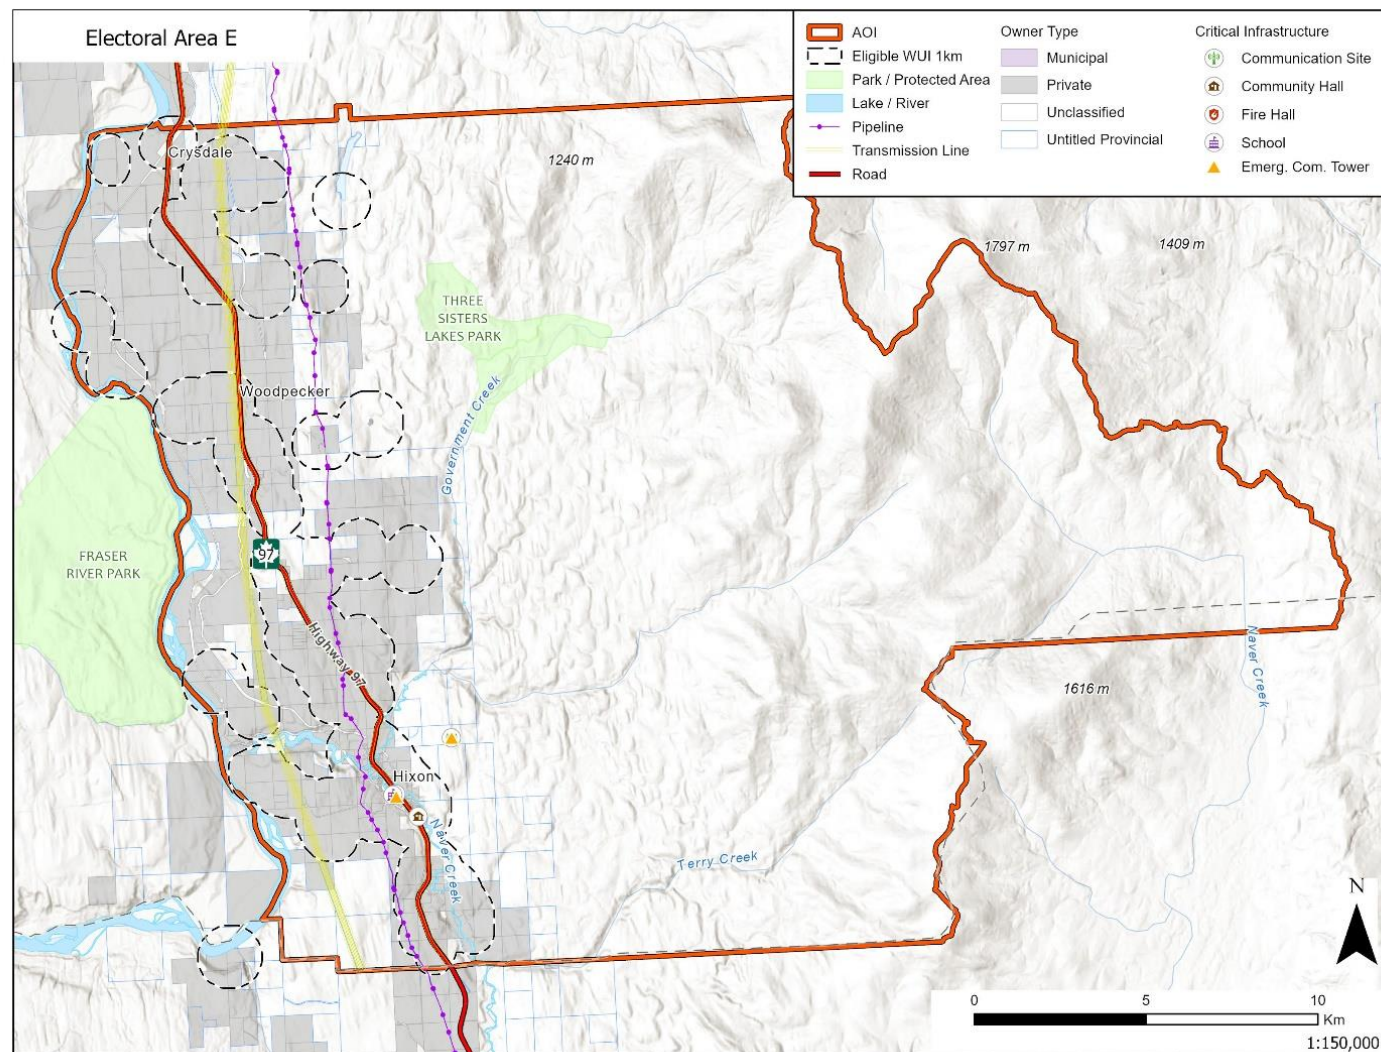 Electoral Area E
AOI
Eligible WUI 1km
Park / Protected Area
Lake / River
Pipeline
Transmission Line
Road
Owner Type
Municipal
Private
Unclassified
Untitled Provincial
Critical Infrastructure
Communication Site
Community Hall
Fire Hall
School
Emerg. Com. Tower
Crysdale
1240 m
1797 m
1409 m
THREE
SISTERS
LAKES PARK
Woodpecker
Government Creek
97
FRASER
RIVER PARK
Highway 97
Naver Creek
1616 m
Hixon
Naver Creek
Terry Creek
N
0 5 10
Km
1:150,000